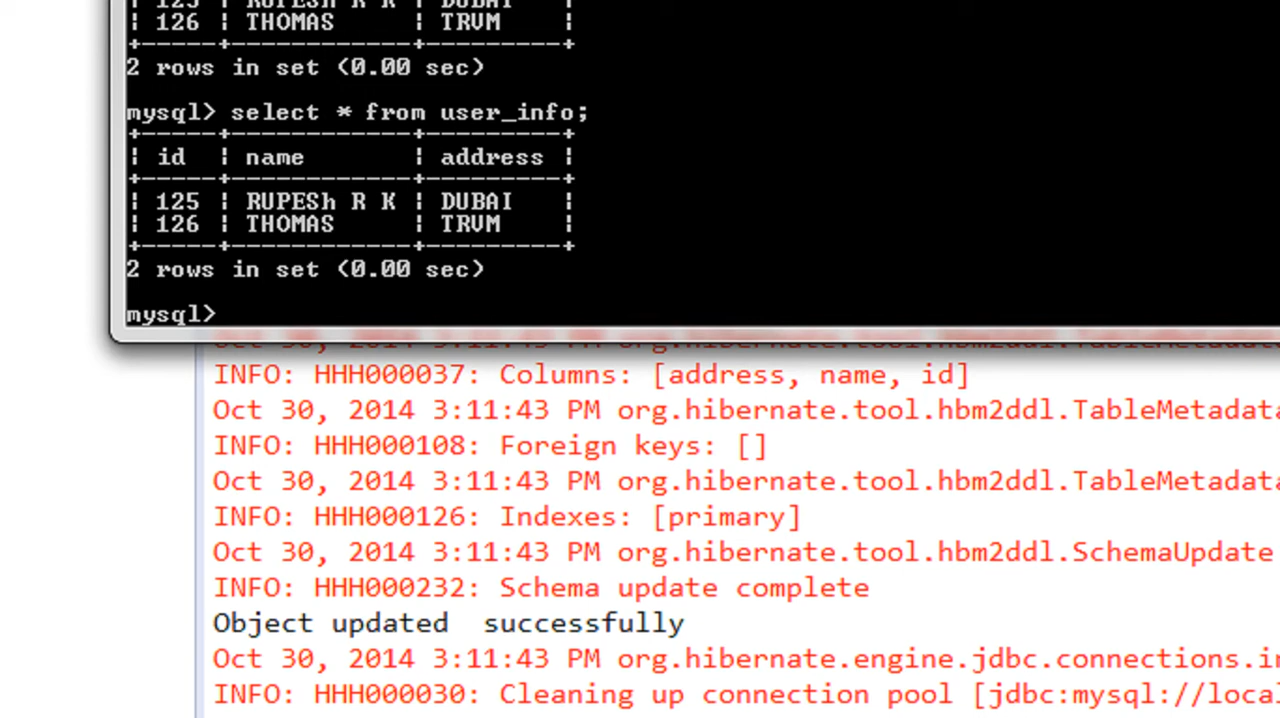 | 125 | RUPESh R K | DUBAI |
| 126 | THOMAS | TRVM |
+-----+------------+---------+
2 rows in set (0.00 sec)
mysql> select * from user_info;
+-----+------------+---------+
| id | name | address |
+-----+------------+---------+
| 125 | RUPESh R K | DUBAI |
| 126 | THOMAS | TRVM |
+-----+------------+---------+
2 rows in set (0.00 sec)
mysql>
INFO: HHH000037: Columns: [address, name, id]
Oct 30, 2014 3:11:43 PM org.hibernate.tool.hbm2ddl.TableMetadata
INFO: HHH000108: Foreign keys: []
Oct 30, 2014 3:11:43 PM org.hibernate.tool.hbm2ddl.TableMetadata
INFO: HHH000126: Indexes: [primary]
Oct 30, 2014 3:11:43 PM org.hibernate.tool.hbm2ddl.SchemaUpdate
INFO: HHH000232: Schema update complete
Object updated  successfully
Oct 30, 2014 3:11:43 PM org.hibernate.engine.jdbc.connections.in
INFO: HHH000030: Cleaning up connection pool [jdbc:mysql://local